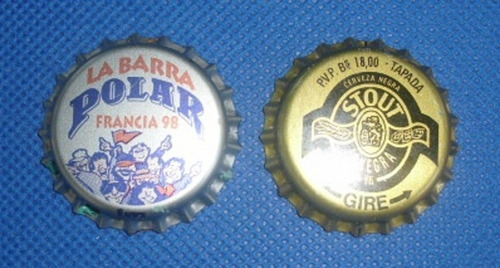 LA BARRA
POLAR
FRANCIA 98
P.V.P. Bs 18,00 - TAPADA
CERVEZA NEGRA
STOUT
NEGRA
GIRE